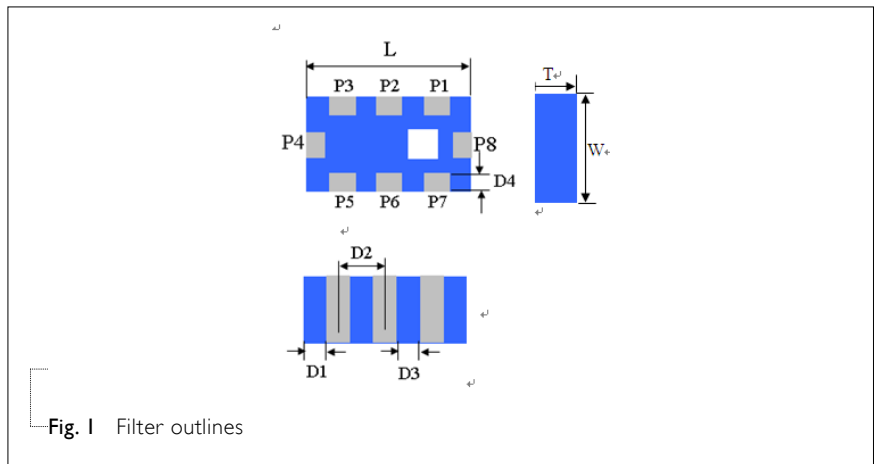 L
P3 P2 P1
P4
P8
D4
P5 P6 P7
T
W
D2
D1
D3
Fig. 1 Filter outlines